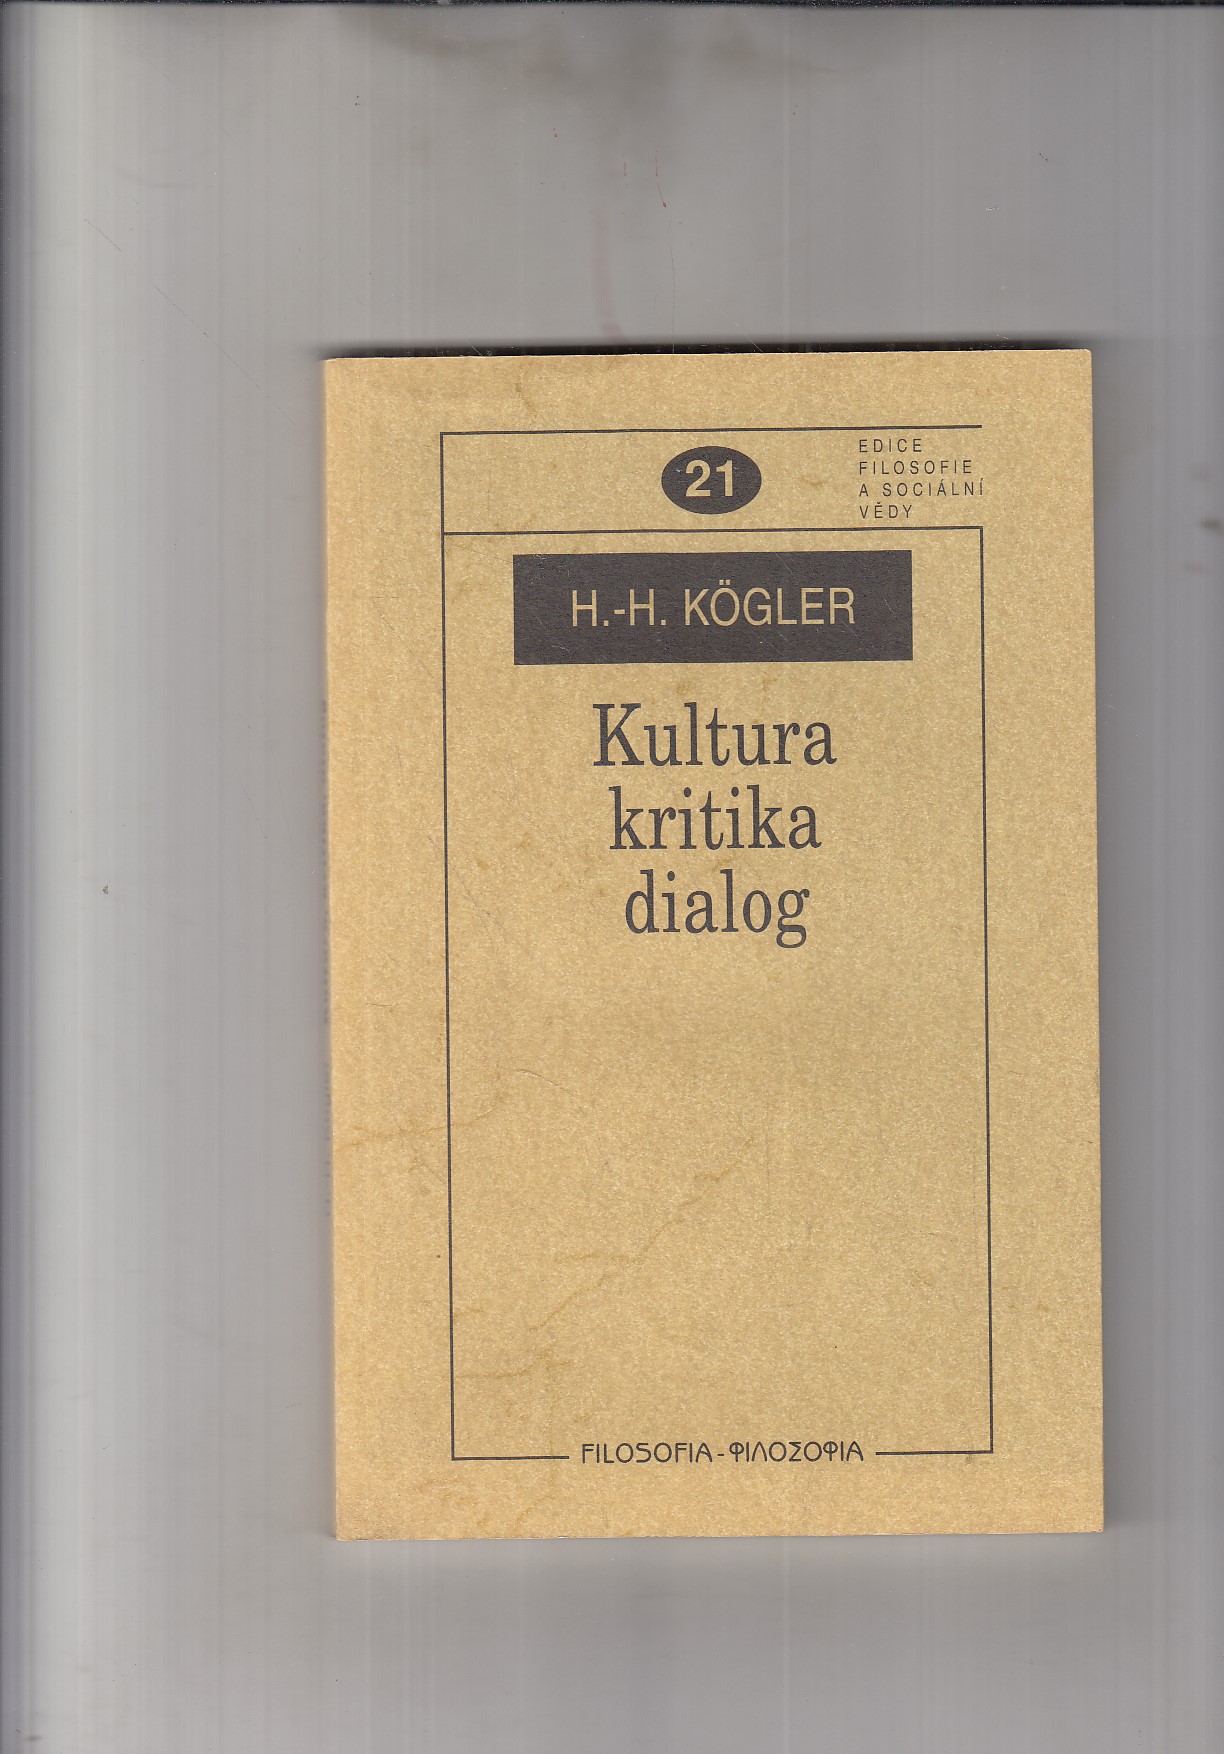 21
EDICE
FILOSOFIE
A SOCIÁLNÍ
VĚDY
H.-H. KÖGLER
Kultura
kritika
dialog
FILOSOFIA-ΦΙΛΟΣΟΦΙΑ